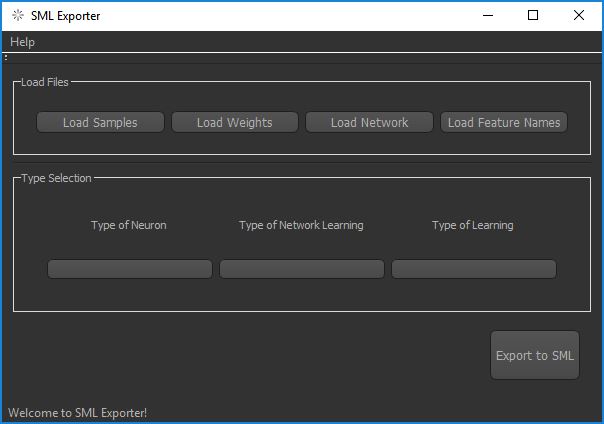 SML Exporter
Help
Load Files
Load Samples Load Weights Load Network Load Feature Names
Type Selection
Type of Neuron Type of Network Learning Type of Learning
Export to SML
Welcome to SML Exporter!